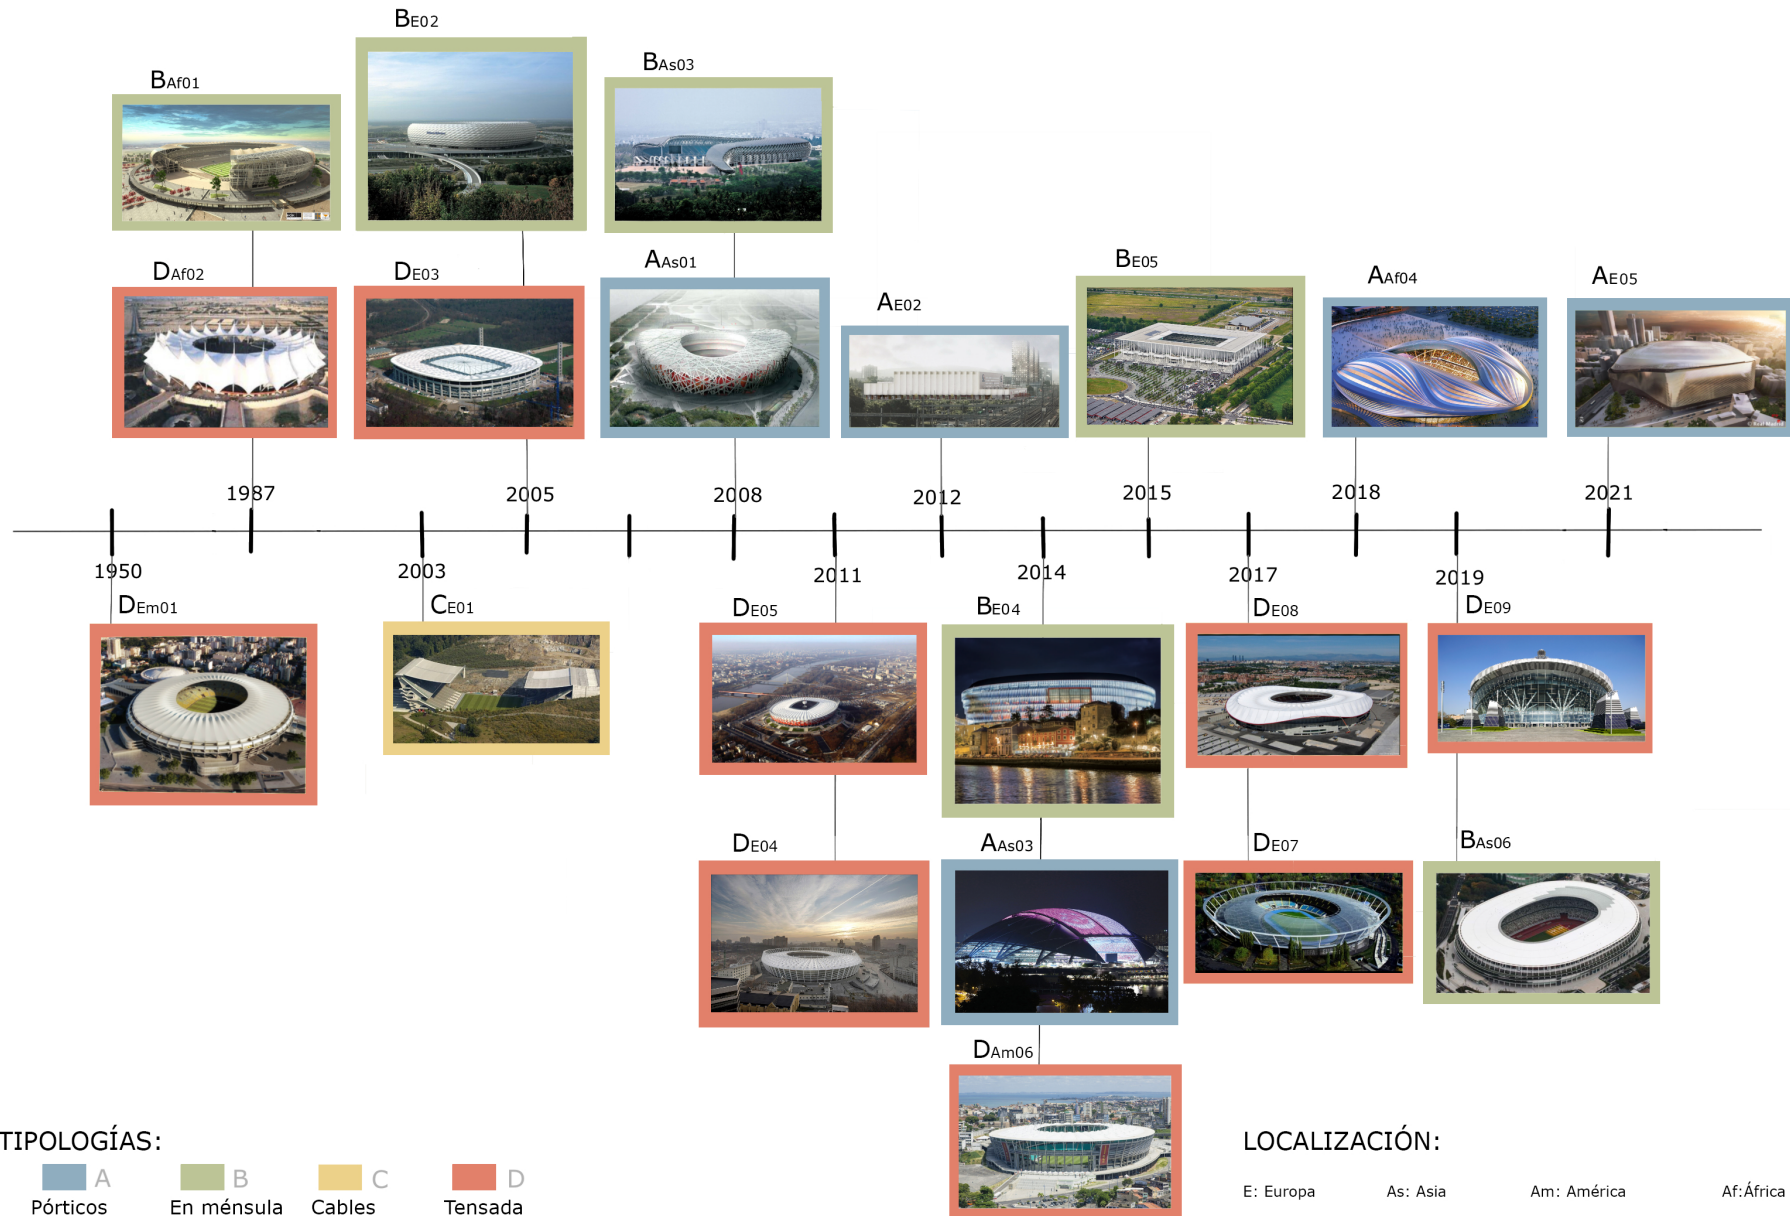 BE02
BAf01
BAs03
DAf02
DE03
AAs01
AE02
BE05
AAf04
AE05
© Real Madrid
1987
2005
2008
2012
2015
2018
2021
1950
2003
2011
2014
2017
2019
DEm01
CE01
DE05
BE04
DE08
DE09
DE04
AAs03
DE07
BAs06
DAm06
TIPOLOGÍAS:
A
B
C
D
Pórticos
En ménsula
Cables
Tensada
LOCALIZACIÓN:
E: Europa
As: Asia
Am: América
Af:África